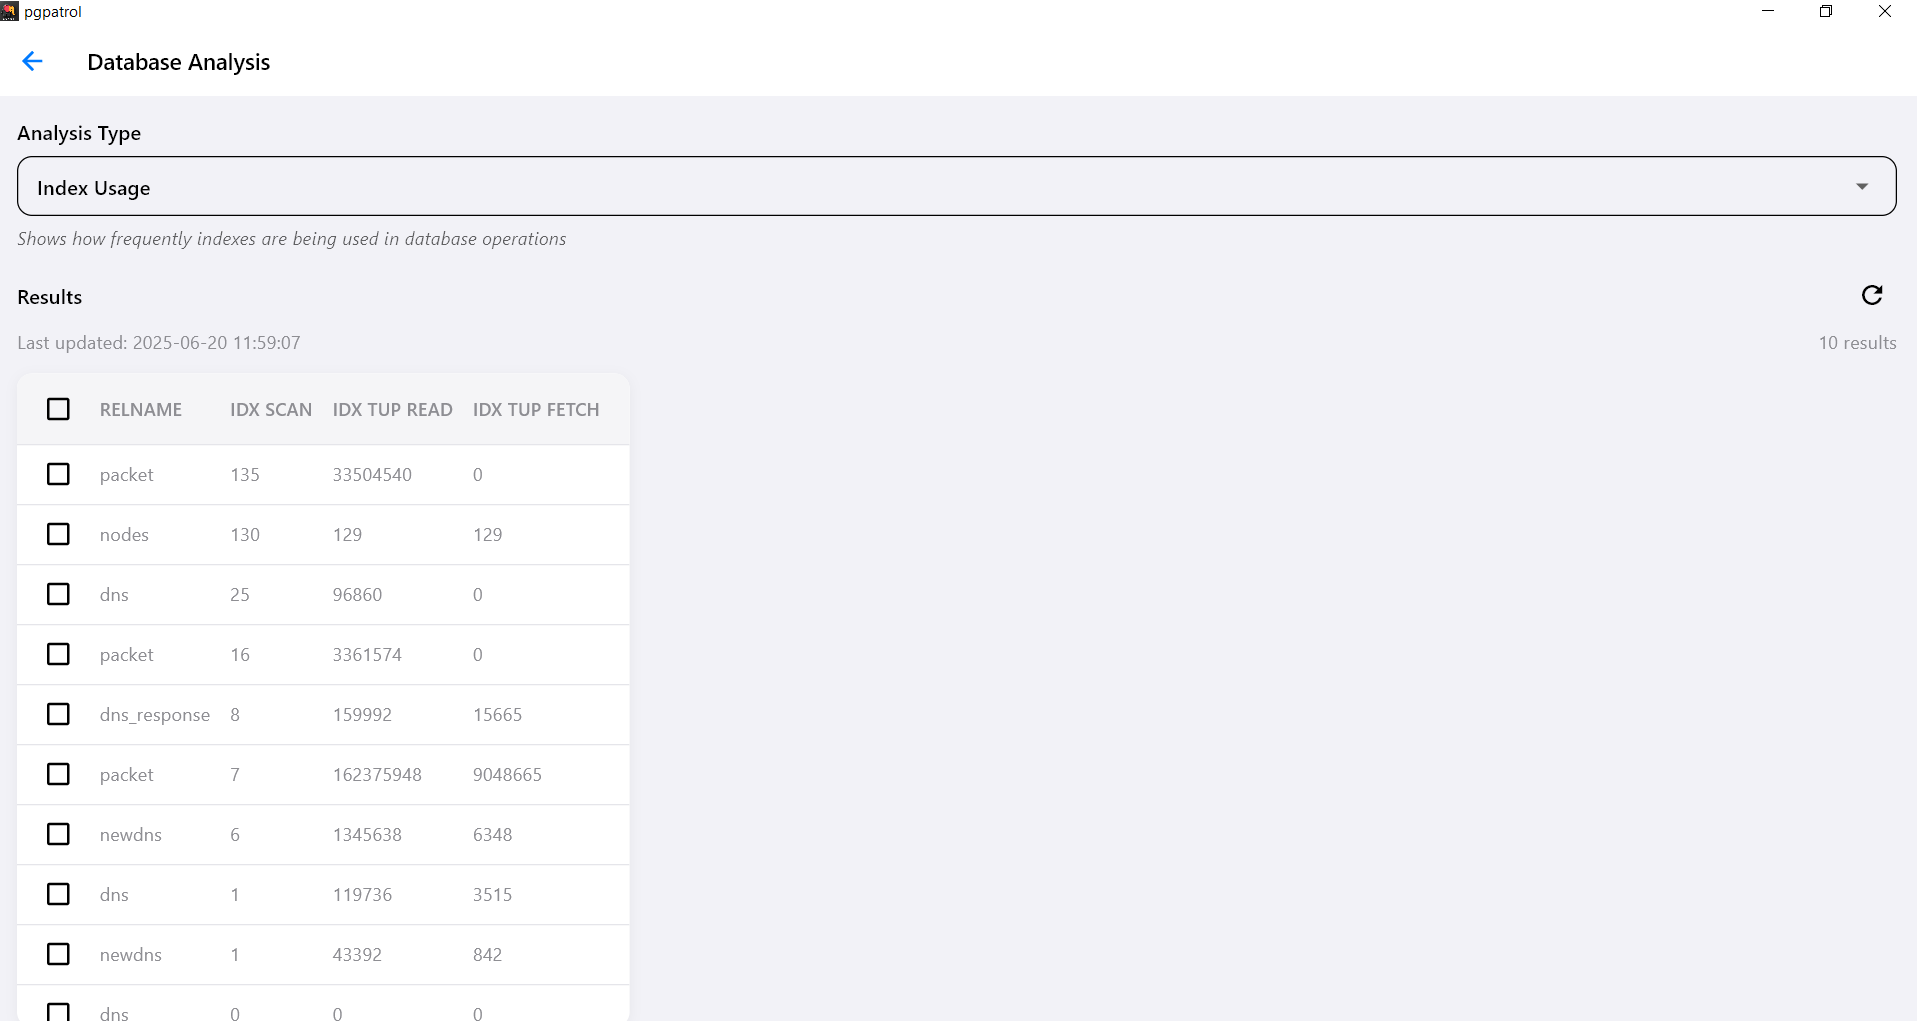 pgpatrol
Database Analysis
Analysis Type
Index Usage
Shows how frequently indexes are being used in database operations
Results
Last updated: 2025-06-20 11:59:07 10 results
RELNAME IDX SCAN IDX TUP READ IDX TUP FETCH
packet 135 33504540 0
nodes 130 129 129
dns 25 96860 0
packet 16 3361574 0
dns_response 8 159992 15665
packet 7 162375948 9048665
newdns 6 1345638 6348
dns 1 119736 3515
newdns 1 43392 842
dns 0 0 0